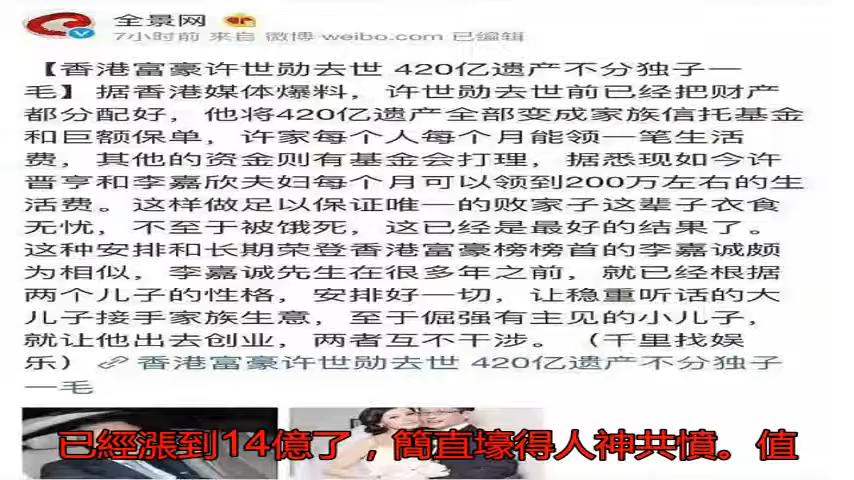 全景网
7小时前 来自 微博 weibo.com 已编辑
【香港富豪许世勋去世 420亿遗产不分独子一
毛】据香港媒体爆料，许世勋去世前已经把财产
都分配好，他将420亿遗产全部变成家族信托基金
和巨额保单，许家每个人每个月能领一笔生活
费，其他的资金则有基金会打理，据悉现如今许
晋亨和李嘉欣夫妇每个月可以领到200万左右的生
活费。这样做足以保证唯一的败家子这辈子衣食
无忧，不至于被饿死，这已经是最好的结果了。
这种安排和长期荣登香港富豪榜榜首的李嘉诚颇
为相似，李嘉诚先生在很多年之前，就已经根据
两个儿子的性格，安排好一切，让稳重听话的大
儿子接手家族生意，至于倔强有主见的小儿子，
就让他出去创业，两者互不干涉。（千里找娱
乐）香港富豪许世勋去世 420亿遗产不分独子
一毛
已經漲到14億了，簡直壕得人神共憤。值